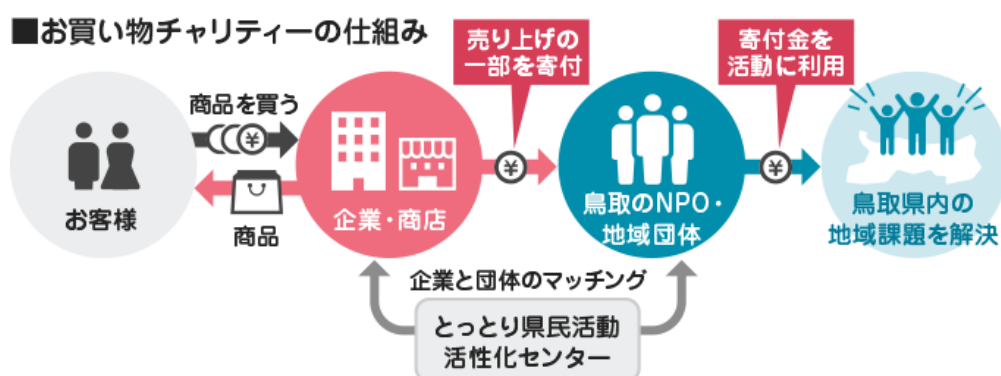 ■お買い物チャリティーの仕組み
売り上げの
一部を寄付
寄付金を
活動に利用
商品を買う
¥
お客様
商品
企業・商店
¥
鳥取のNPO・
地域団体
¥
鳥取県内の
地域課題を解決
企業と団体のマッチング
とっとり県民活動
活性化センター